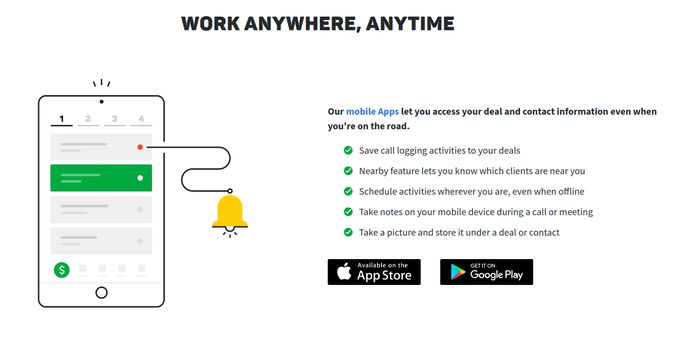 WORK ANYWHERE, ANYTIME
1 2 3 4
Our mobile Apps let you access your deal and contact information even when
you're on the road.
Save call logging activities to your deals
Nearby feature lets you know which clients are near you
Schedule activities wherever you are, even when offline
Take notes on your mobile device during a call or meeting
Take a picture and store it under a deal or contact
$
Available on the
App Store
GET IT ON
Google Play